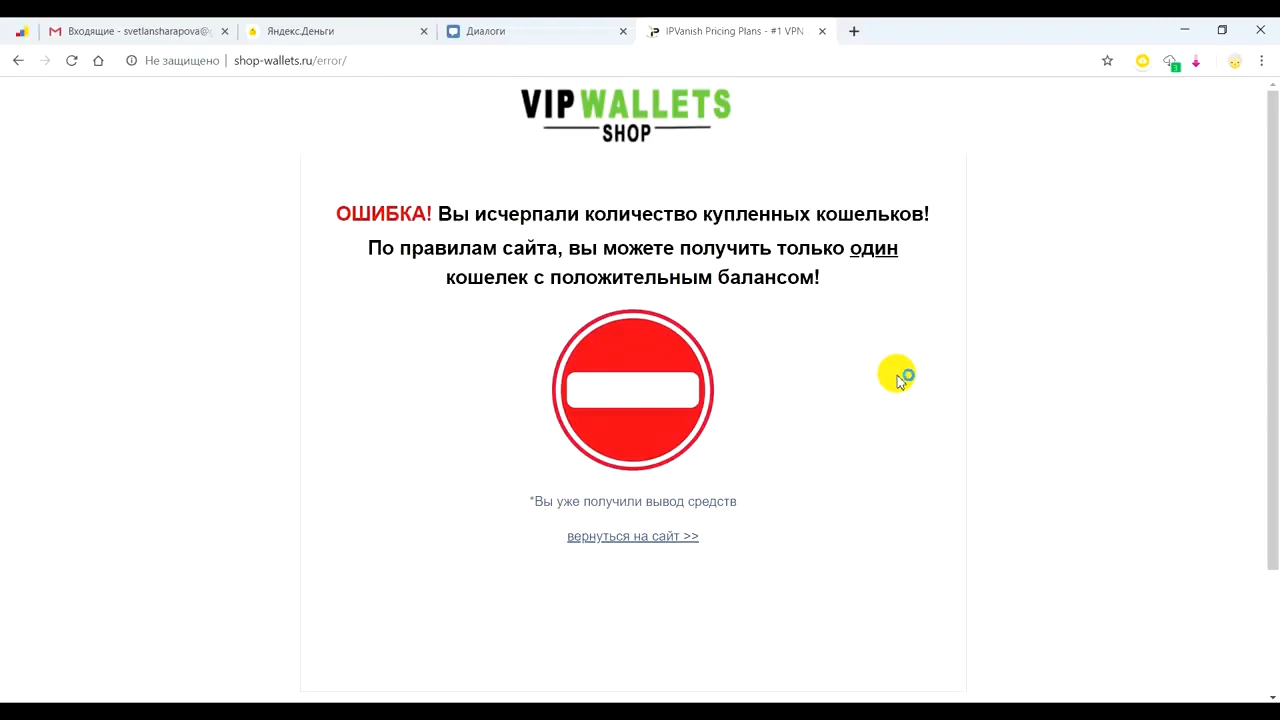 Входящие - svetlansharapova@g
Яндекс.Деньги
Диалоги
IPVanish Pricing Plans - #1 VPN
Не защищено
shop-wallets.ru/error/
3
VIP WALLETS
SHOP
ОШИБКА! Вы исчерпали количество купленных кошельков!
По правилам сайта, вы можете получить только один
кошелек с положительным балансом!
*Вы уже получили вывод средств
вернуться на сайт >>